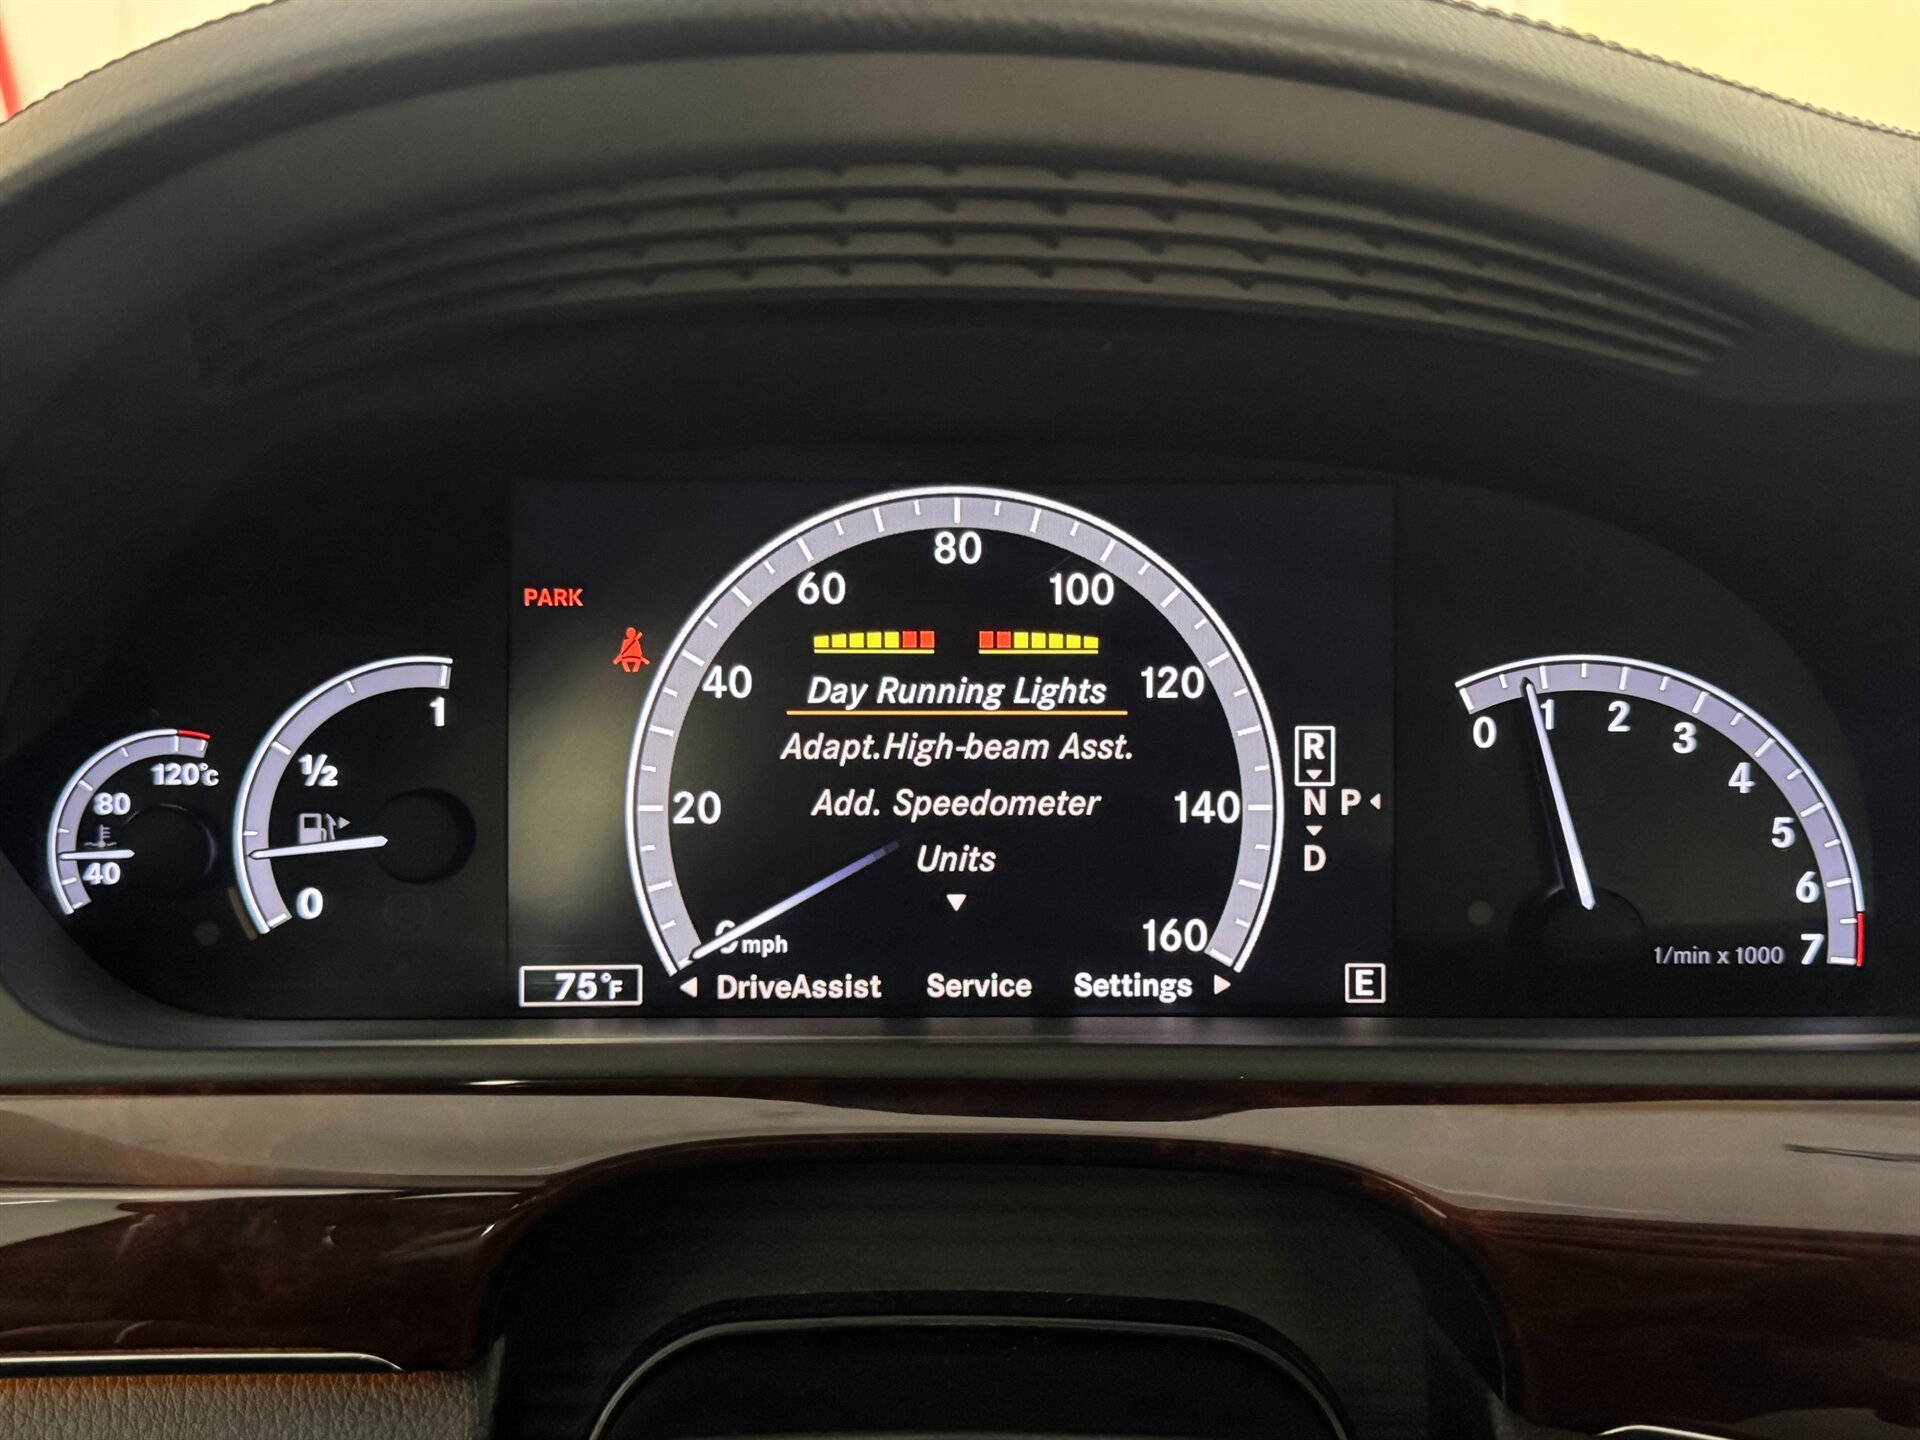 PARK
80
60
100
40
120
20
140
0 mph
160
Day Running Lights
Adapt.High-beam Asst.
Add. Speedometer
Units
DriveAssist Service Settings
75°F
E
R
N P
D
120°C
80
40
1
½
0
0
1
2
3
4
5
6
7
1/min x 1000